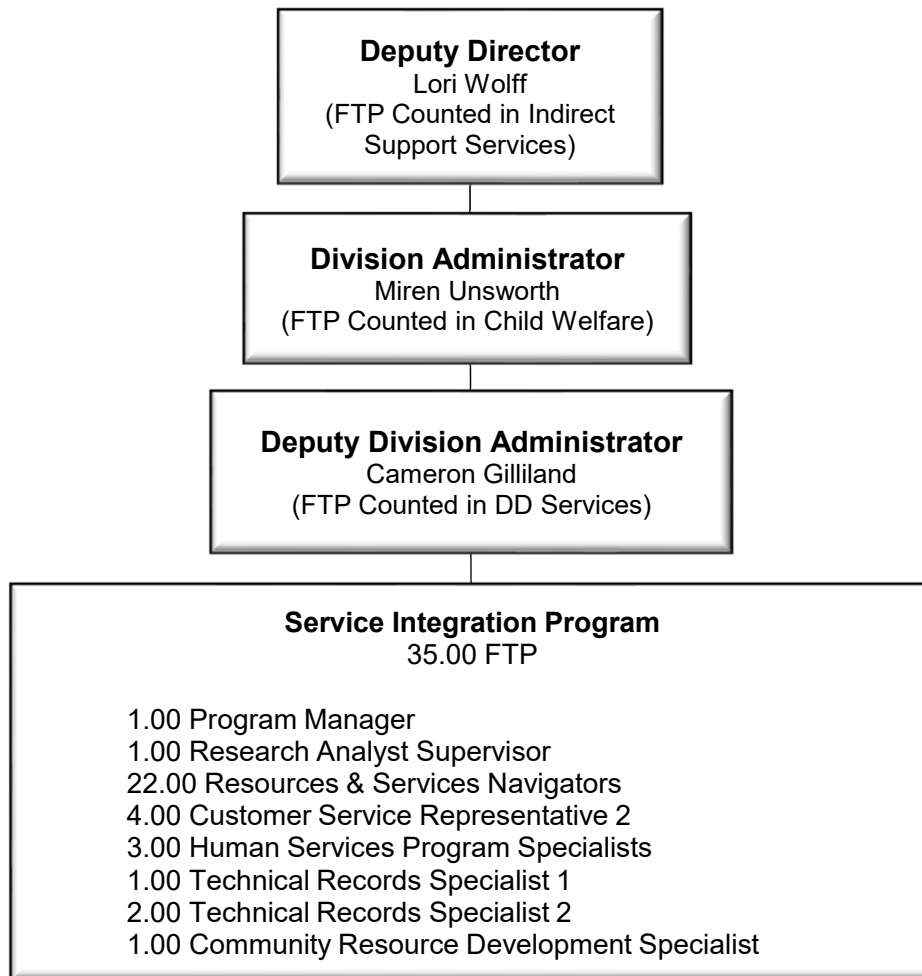 Deputy Director
Lori Wolff
(FTP Counted in Indirect
Support Services)
Division Administrator
Miren Unsworth
(FTP Counted in Child Welfare)
Deputy Division Administrator
Cameron Gilliland
(FTP Counted in DD Services)
Service Integration Program
35.00 FTP
1.00 Program Manager
1.00 Research Analyst Supervisor
22.00 Resources & Services Navigators
4.00 Customer Service Representative 2
3.00 Human Services Program Specialists
1.00 Technical Records Specialist 1
2.00 Technical Records Specialist 2
1.00 Community Resource Development Specialist